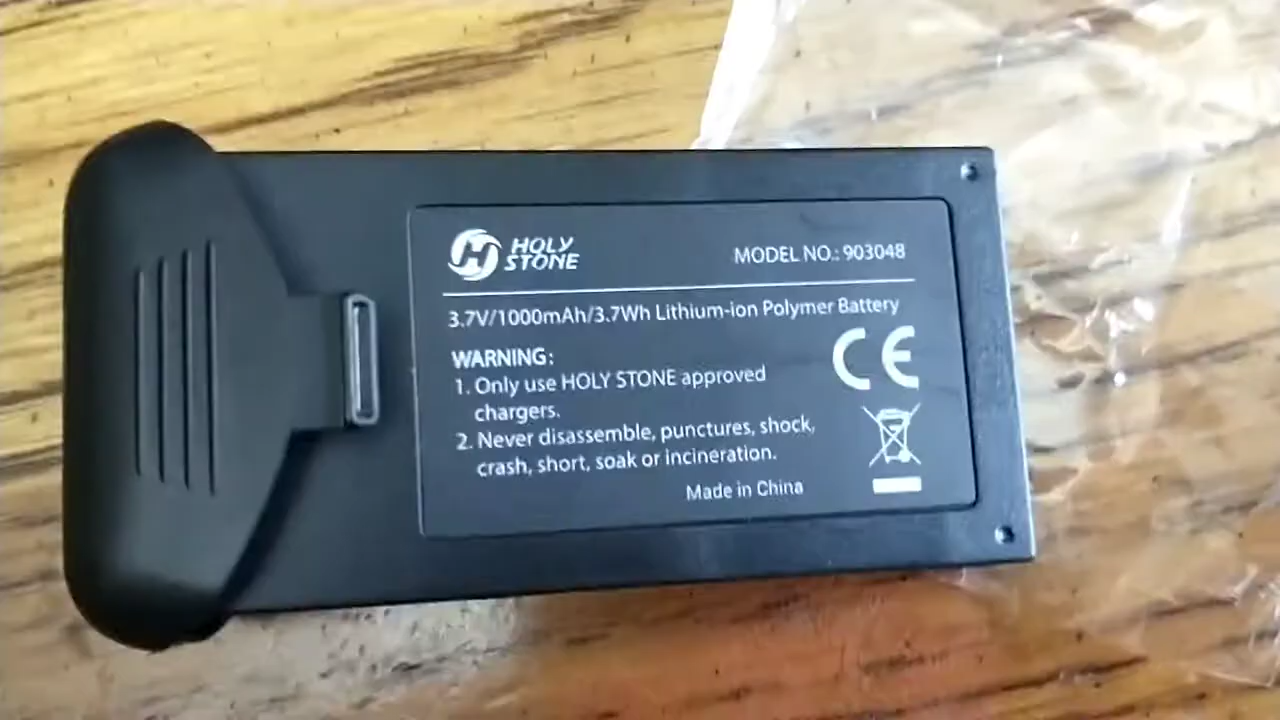 HOLY
STONE
MODEL NO.: 903048
3.7V/1000mAh/3.7Wh Lithium-ion Polymer Battery
WARNING:
1. Only use HOLY STONE approved
chargers.
2. Never disassemble, punctures, shock,
crash, short, soak or incineration.
CE
Made in China